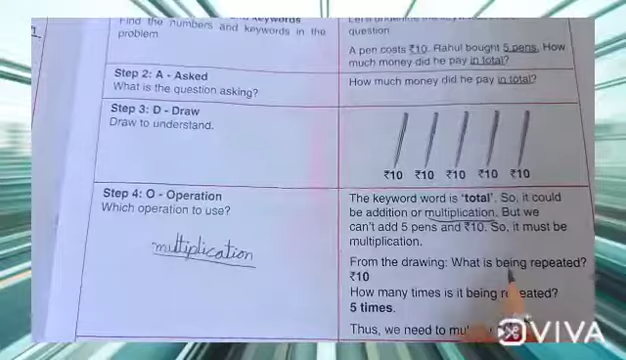 and keywords
Find the numbers and keywords in the
problem
question
A pen costs ₹10. Rahul bought 5 pens. How
much money did he pay in total?
Step 2: A - Asked
What is the question asking?
How much money did he pay in total?
Step 3: D - Draw
Draw to understand.
₹10 ₹10 ₹10 ₹10 ₹10
Step 4: O - Operation
Which operation to use?
multiplication
The keyword word is 'total'. So, it could
be addition or multiplication. But we
can't add 5 pens and ₹10. So, it must be
multiplication.
From the drawing: What is being repeated?
₹10
How many times is it being repeated?
5 times.
Thus, we need to
VIVA